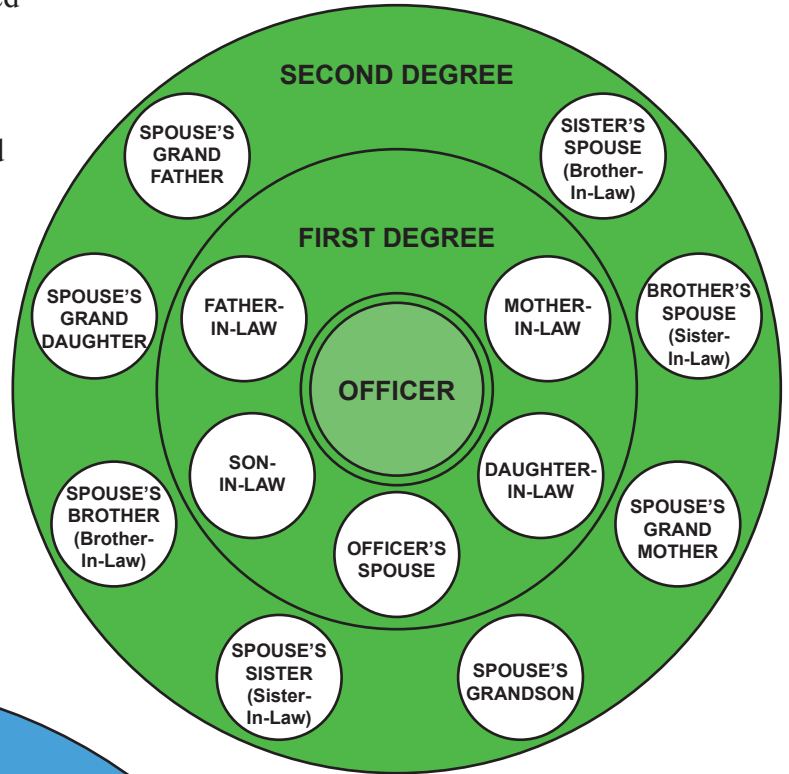 ed
d
SECOND DEGREE
SPOUSE'S
GRAND
FATHER
SISTER'S
SPOUSE
(Brother-
In-Law)
FIRST DEGREE
SPOUSE'S
GRAND
DAUGHTER
FATHER-
IN-LAW
MOTHER-
IN-LAW
BROTHER'S
SPOUSE
(Sister-
In-Law)
OFFICER
SON-
IN-LAW
DAUGHTER-
IN-LAW
SPOUSE'S
BROTHER
(Brother-
In-Law)
OFFICER'S
SPOUSE
SPOUSE'S
GRAND
MOTHER
SPOUSE'S
SISTER
(Sister-
In-Law)
SPOUSE'S
GRANDSON